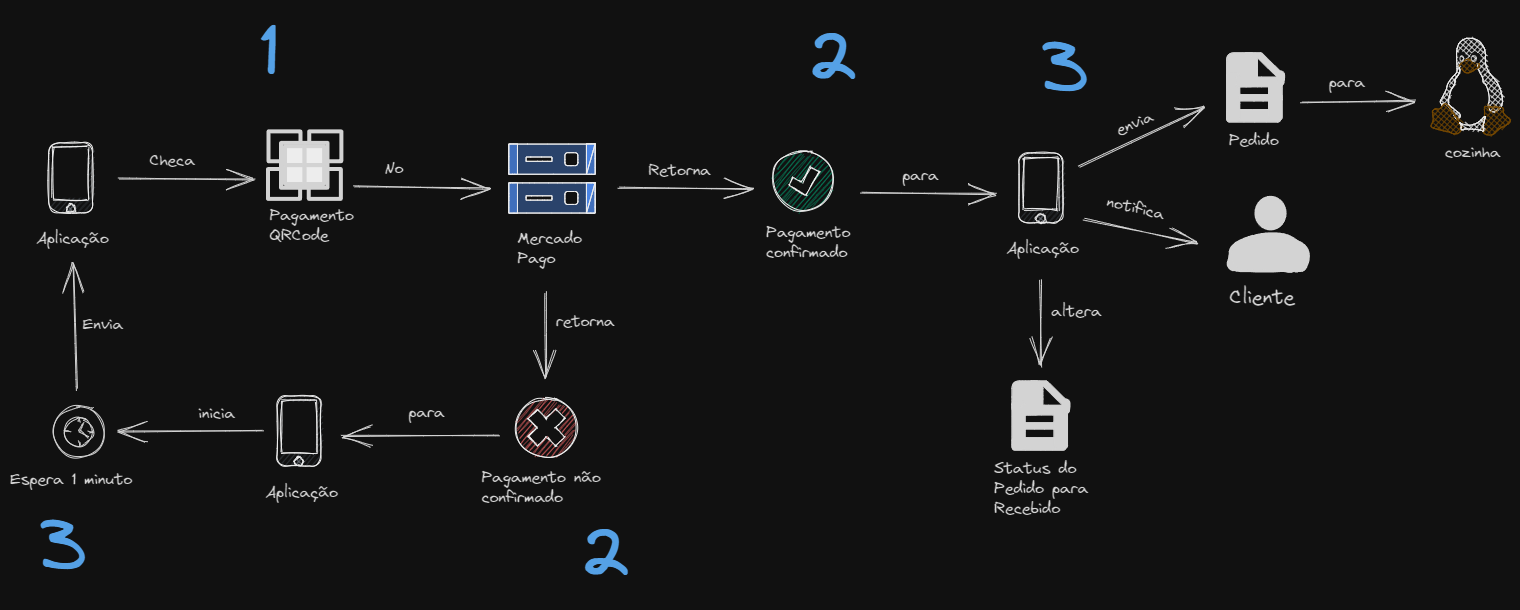 1
2
3
Checa
Pagamento
QRCode
No
Retorna
para
envia
para
notifica
Aplicação
Mercado
Pago
Pagamento
confirmado
Aplicação
Pedido
cozinha
Cliente
Envia
retorna
altera
inicia
para
Espera 1 minuto
Aplicação
Pagamento não
confirmado
Status do
Pedido para
Recebido
3
2